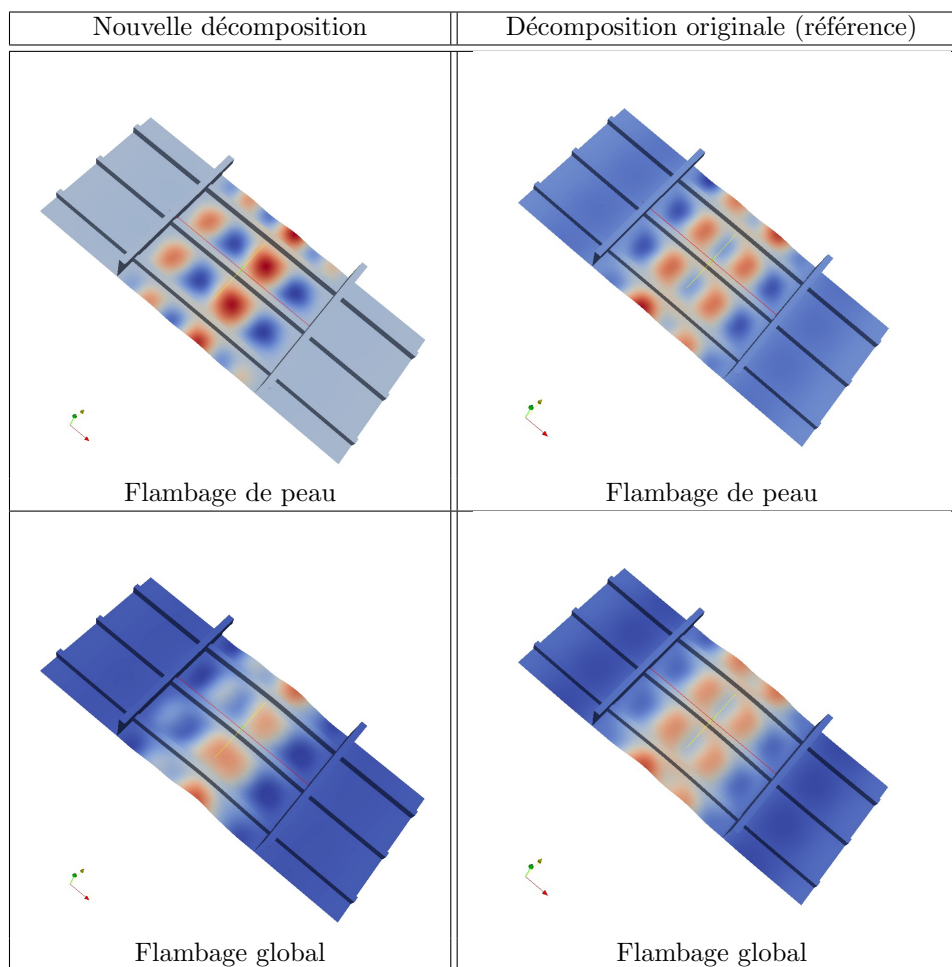 Nouvelle décomposition
Décomposition originale (référence)
Flambage de peau
Flambage de peau
Flambage global
Flambage global